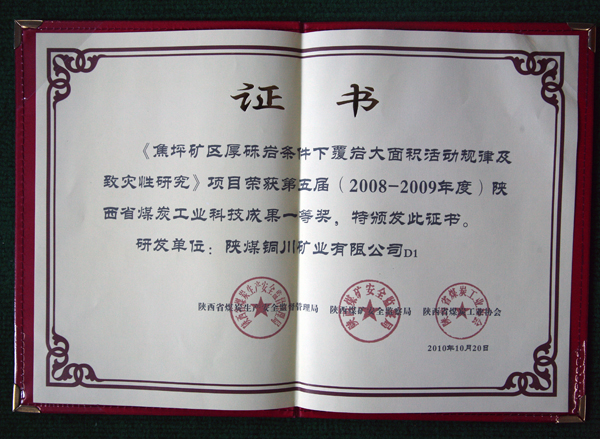 证 书
《焦坪矿区厚砾岩条件下覆岩大面积活动规律及
致灾性研究》项目荣获第五届（2008-2009年度）陕
西省煤炭工业科技成果一等奖，特颁发此证书。
研发单位：陕煤铜川矿业有限公司D1
陕西省煤炭生产安全监督管理局 陕西煤矿安全监察局 陕西省煤炭工业协会
2010年10月20日